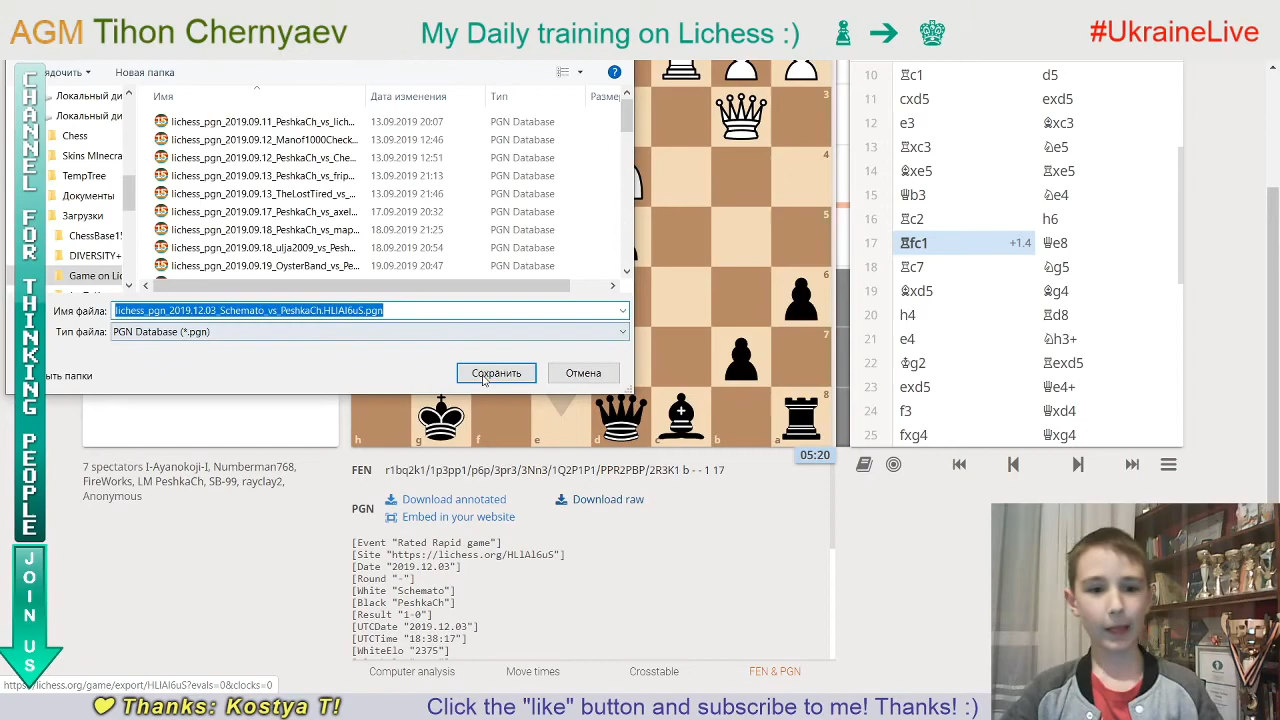 AGM Tihon Chernyaev
My Daily training on Lichess :)
#UkraineLive
CHANNEL FOR THINKING PEOPLE
JOIN US
Новая папка
?
Имя
Дата изменения
Тип
Локальный ди
Локальный ди
Chess
Skins MInecra
TempTree
Документы
Загрузки
ChessBase1
DIVERSITY+
Game on Lic
lichess_pgn_2019.09.11_PeshkaCh_vs_lich... 13.09.2019 20:07 PGN Database
lichess_pgn_2019.09.12_Manof1000Check... 13.09.2019 12:46 PGN Database
lichess_pgn_2019.09.12_PeshkaCh_vs_Che... 13.09.2019 12:51 PGN Database
lichess_pgn_2019.09.13_PeshkaCh_vs_frip... 13.09.2019 21:13 PGN Database
lichess_pgn_2019.09.13_TheLostTired_vs_... 13.09.2019 21:46 PGN Database
lichess_pgn_2019.09.17_PeshkaCh_vs_axel... 17.09.2019 20:32 PGN Database
lichess_pgn_2019.09.18_PeshkaCh_vs_map... 18.09.2019 21:25 PGN Database
lichess_pgn_2019.09.18_ulja2009_vs_Pesh... 18.09.2019 20:54 PGN Database
lichess_pgn_2019.09.19_OysterBand_vs_Pe... 19.09.2019 20:47 PGN Database
Имя файла: lichess_pgn_2019.12.03_Schemato_vs_PeshkaCh.HLlAl6uS.pgn
Тип файла: PGN Database (*.pgn)
Сохранить
Отмена
ыть папки
3
4
5
6
7
8
h g f e d c b a
05:20
10 ♖c1 d5
11 cxd5 exd5
12 e3 ♗xc3
13 ♖xc3 ♘e5
14 ♗xe5 ♖xe5
15 ♕b3 ♘e4
16 ♖c2 h6
17 ♖fc1 +1.4 ♕e8
18 ♖c7 ♘g5
19 ♗xd5 ♗g4
20 h4 ♖d8
21 e4 ♘h3+
22 ♔g2 ♖exd5
23 exd5 ♕e4+
24 f3 ♕xd4
25 fxg4 ♕xg4
7 spectators I-Ayanokoji-I, Numberman768,
FireWorks, LM PeshkaCh, SB-99, rayclay2,
Anonymous
FEN r1bq2k1/1p3pp1/p6p/3pr3/3Nn3/1Q2P1P1/PPR2PBP/2R3K1 b - - 1 17
PGN
Download annotated
Download raw
Embed in your website
[Event "Rated Rapid game"]
[Site "https://lichess.org/HLlAl6uS"]
[Date "2019.12.03"]
[Round "-"]
[White "Schemato"]
[Black "PeshkaCh"]
[Result "1-0"]
[UTCDate "2019.12.03"]
[UTCTime "18:38:17"]
[WhiteElo "2375"]
Computer analysis
Move times
Crosstable
FEN & PGN
https://lichess.org/game/export/HLlAl6uS?evals=0&clocks=0
Thanks: Kostya T!
Click the "like" button and subscribe to me! Thanks! :)